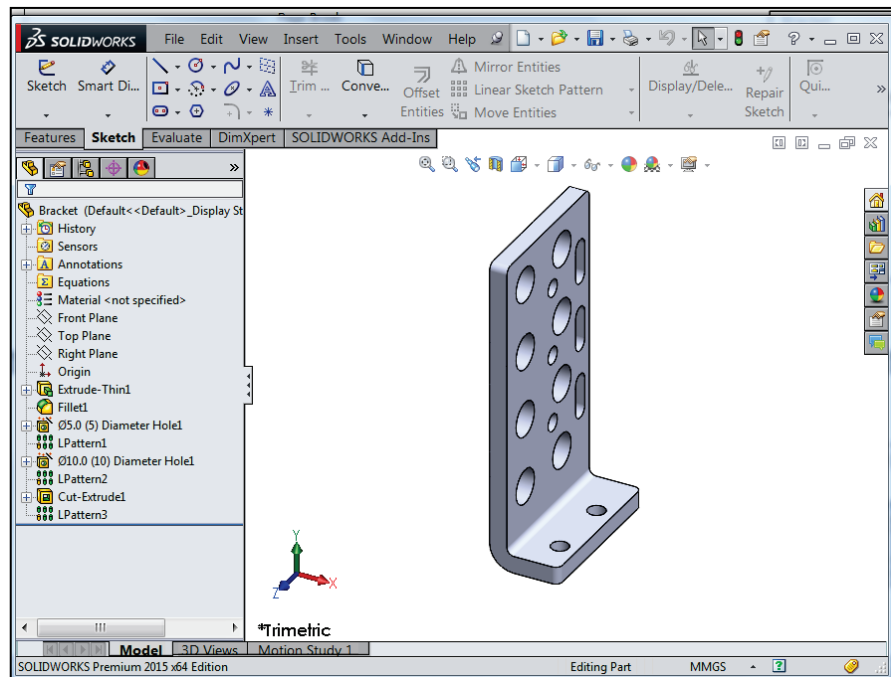 SOLIDWORKS File Edit View Insert Tools Window Help
Sketch Smart Di... Trim ... Conve... Offset Entities Mirror Entities Linear Sketch Pattern Move Entities Display/Dele... Repair Sketch Qui...
Features Sketch Evaluate DimXpert SOLIDWORKS Add-Ins
Bracket (Default<<Default>_Display St
History
Sensors
A Annotations
Equations
Material <not specified>
Front Plane
Top Plane
Right Plane
Origin
Extrude-Thin1
Fillet1
Ø5.0 (5) Diameter Hole1
LPattern1
Ø10.0 (10) Diameter Hole1
LPattern2
Cut-Extrude1
LPattern3
Y
X
Z
*Trimetric
Model 3D Views Motion Study 1
SOLIDWORKS Premium 2015 x64 Edition Editing Part MMGS